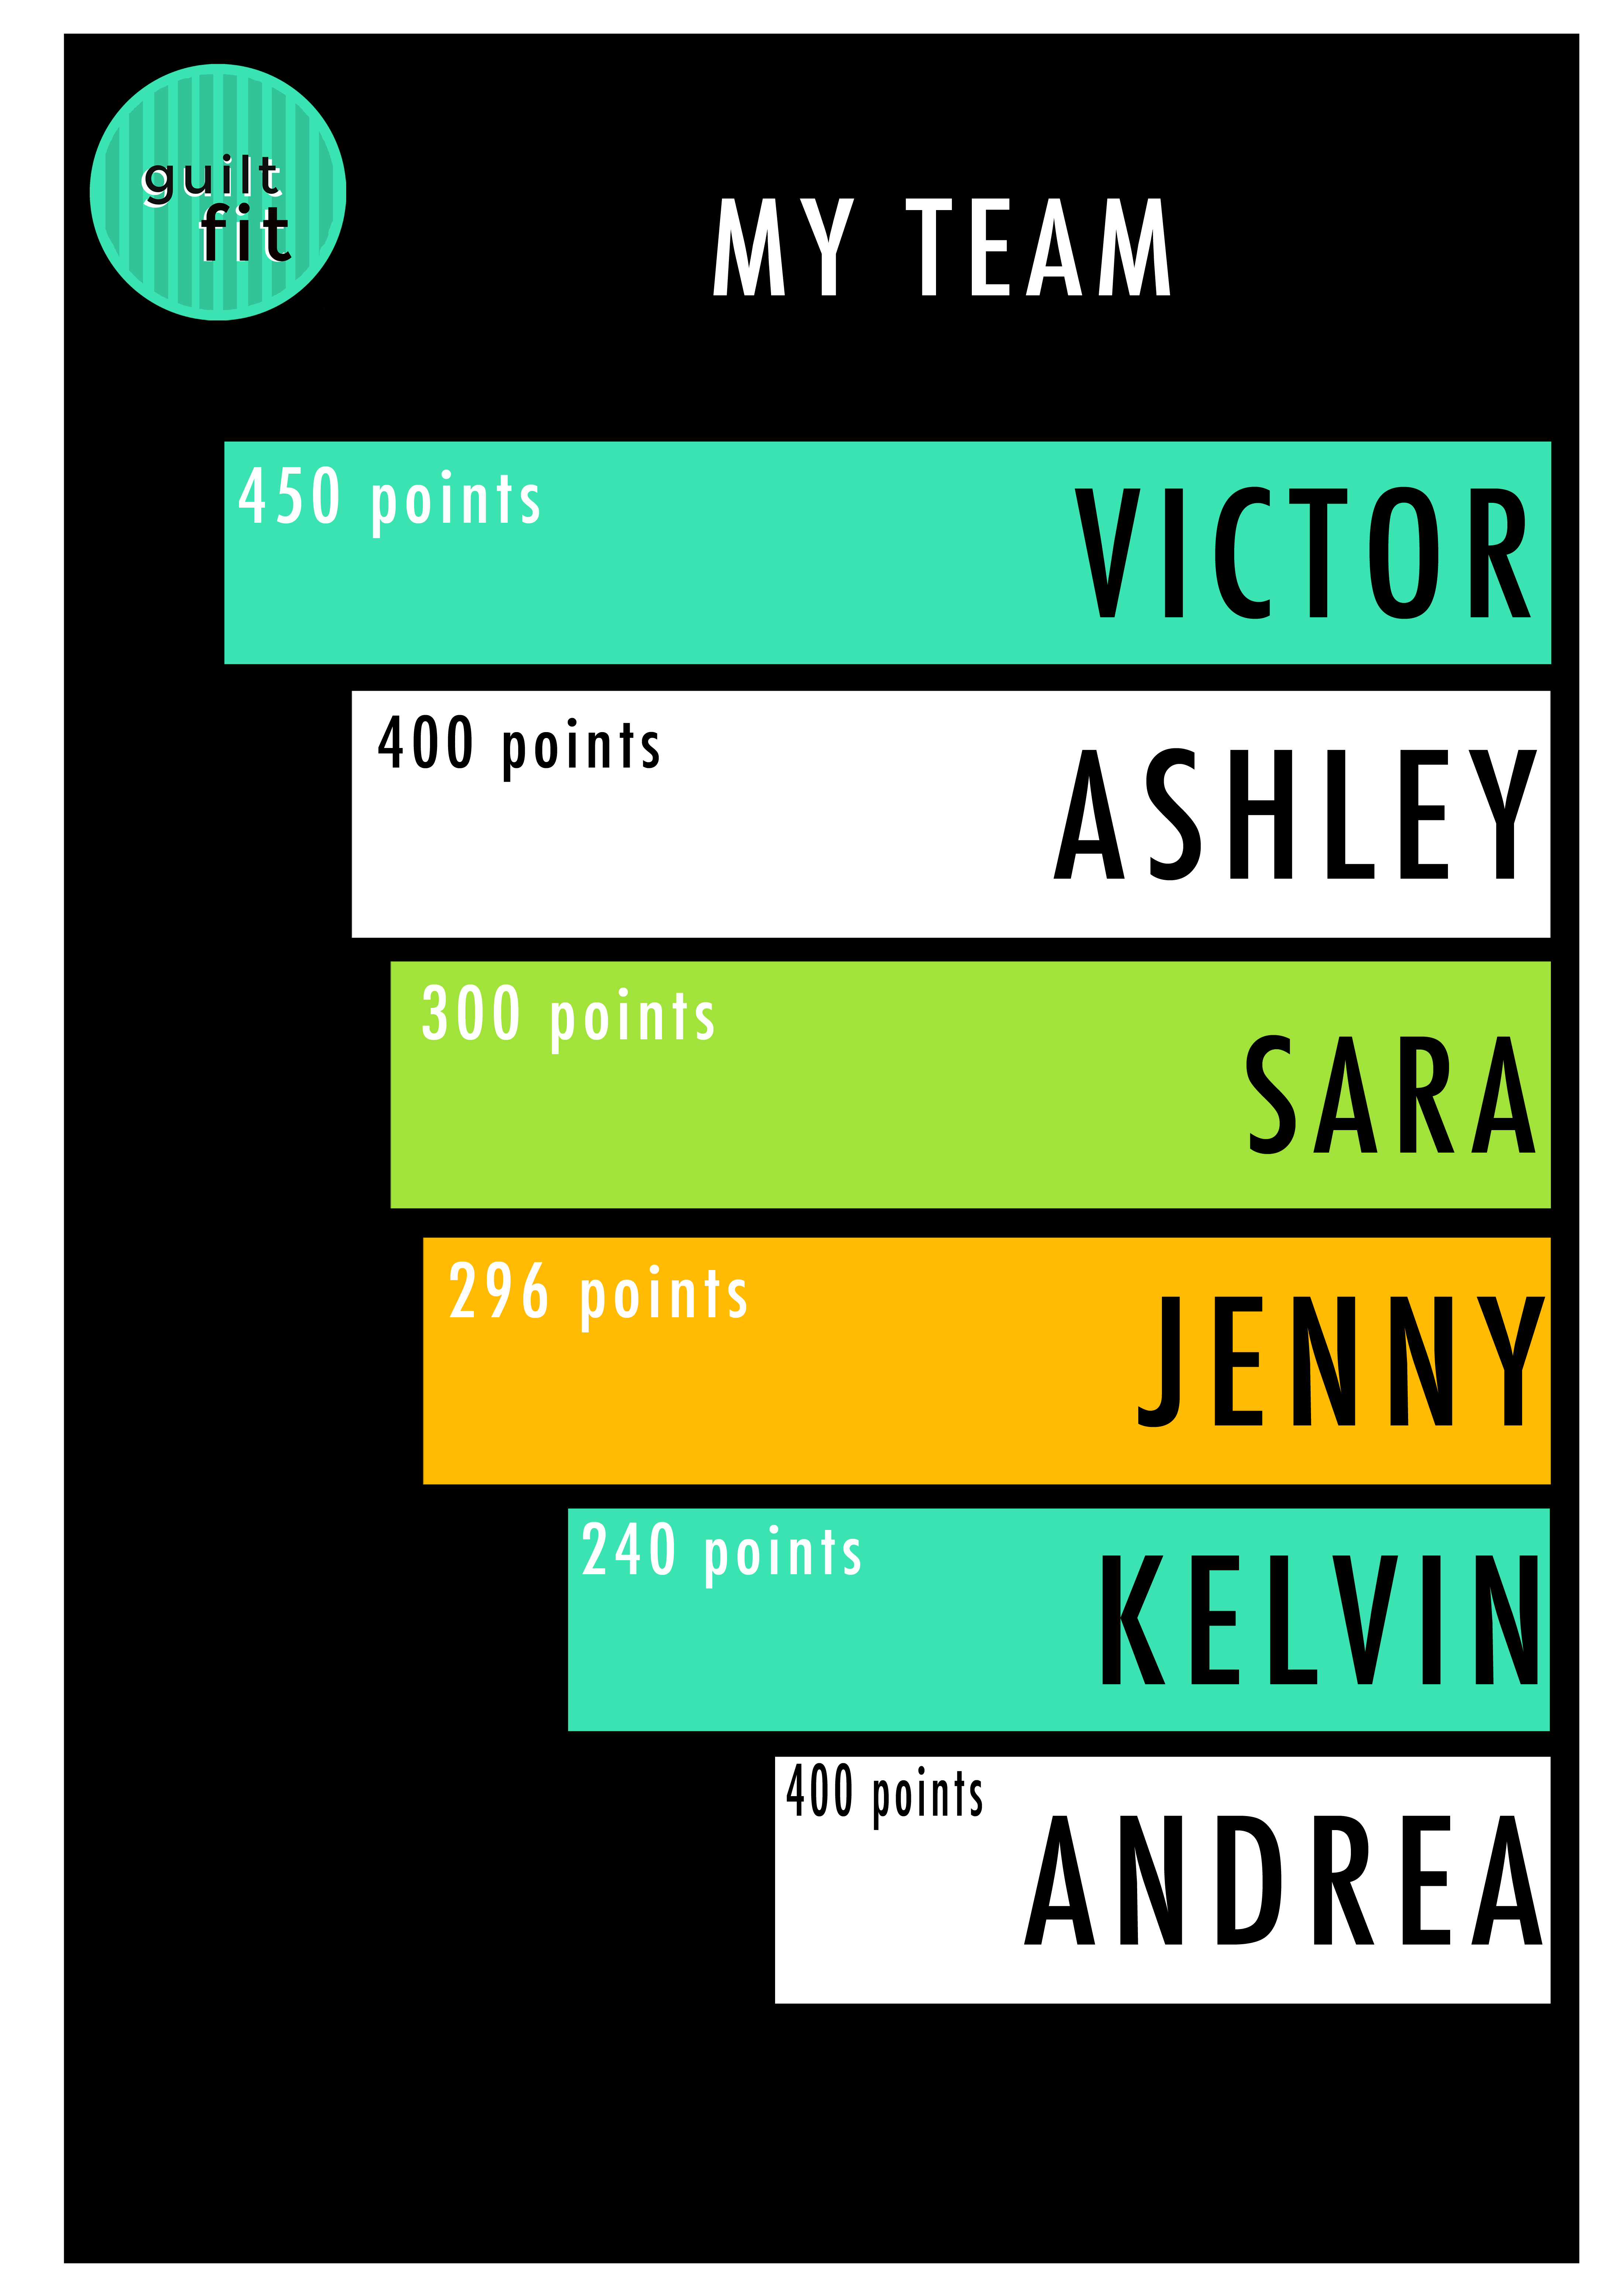 guilt
fit
MY TEAM
450 points
VICTOR
400 points
ASHLEY
300 points
SARA
296 points
JENNY
240 points
KELVIN
400 points
ANDREA